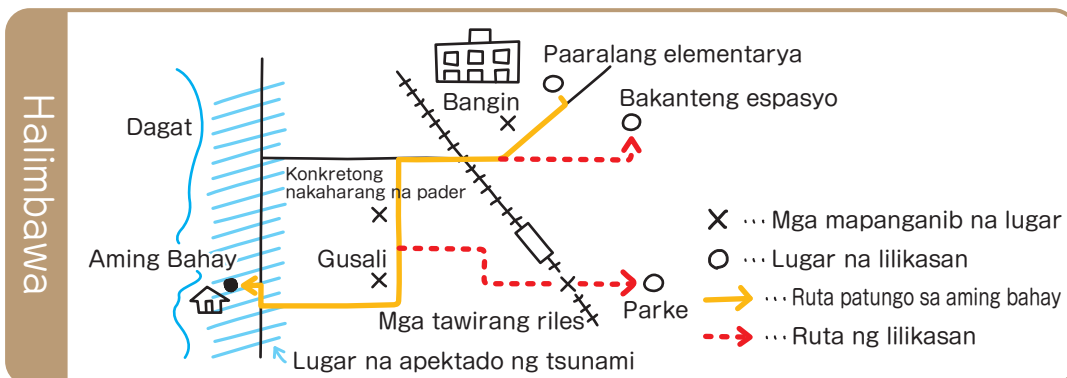 Halimbawa
Paaralang elementarya
Bangin
Bakanteng espasyo
Dagat
Konkretong
nakaharang na pader
Gusali
Aming Bahay
Mga tawirang riles
Parke
Lugar na apektado ng tsunami
X ··· Mga mapanganib na lugar
O ··· Lugar na lilikasan
··· Ruta patungo sa aming bahay
··· Ruta ng lilikasan